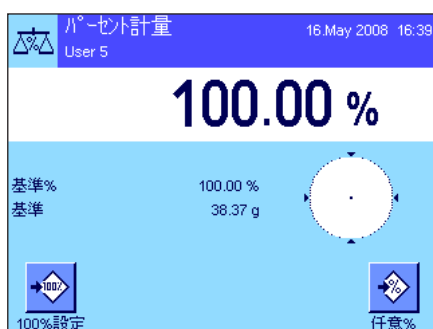 パーセント計量 16.May 2008 16:39
User 5
100.00 %
基準% 100.00 %
基準 38.37 g
100% %
100%設定 任意%